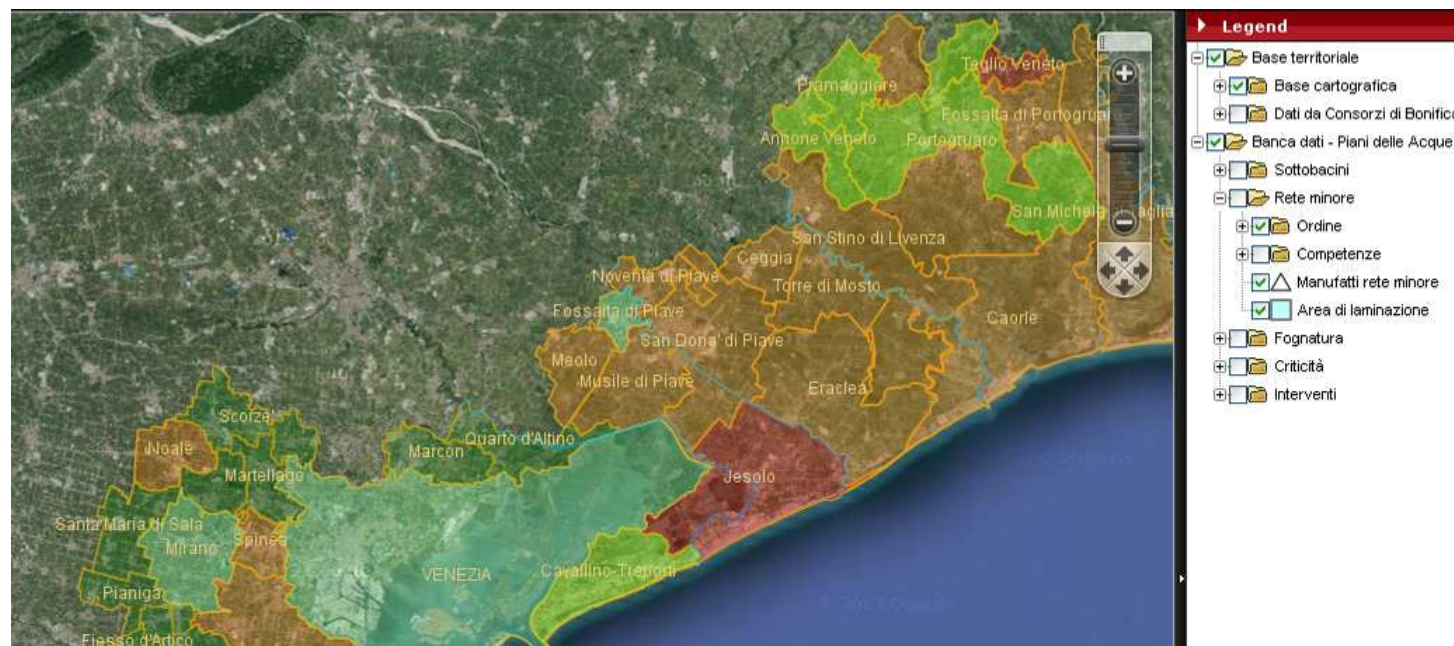 Teglio Veneto
Pramaggiore
Fossalta di Portogrua
Annone Veneto
Portogruaro
San Michele
San Stino di Livenza
Ceggia
Noventa di Piave
Torre di Mosto
Fossalta di Piave
Caorle
San Dona' di Piave
Meolo
Musile di Piave
Eraclea
Scorze'
Quarto d'Altino
Noale
Marcon
Martellago
Jesolo
Santa Maria di Sala
Spinea
Mirano
VENEZIA
Cavallino-Treporti
Pianiga
Fiesso d'Artico
Legend
Base territoriale
Base cartografica
Dati da Consorzi di Bonifica
Banca dati - Piani delle Acque
Sottobacini
Rete minore
Ordine
Competenze
Manufatti rete minore
Area di laminazione
Fognatura
Criticità
Interventi